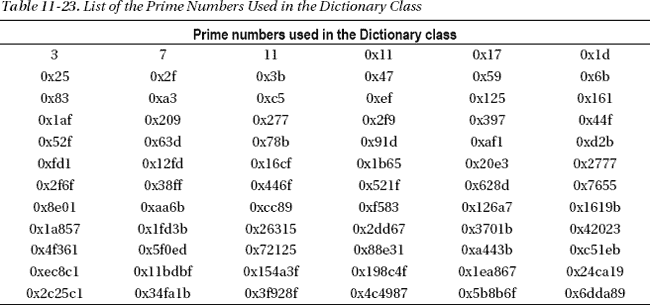 Table 11-23. List of the Prime Numbers Used in the Dictionary Class
Prime numbers used in the Dictionary class
3 7 11 0x11 0x17 0x1d
0x25 0x2f 0x3b 0x47 0x59 0x6b
0x83 0xa3 0xc5 0xef 0x125 0x161
0x1af 0x209 0x277 0x2f9 0x397 0x44f
0x52f 0x63d 0x78b 0x91d 0xaf1 0xd2b
0xfd1 0x12fd 0x16cf 0x1b65 0x20e3 0x2777
0x2f6f 0x38ff 0x446f 0x521f 0x628d 0x7655
0x8e01 0xaa6b 0xcc89 0xf583 0x126a7 0x1619b
0x1a857 0x1fd3b 0x26315 0x2dd67 0x3701b 0x42023
0x4f361 0x5f0ed 0x72125 0x88e31 0xa443b 0xc51eb
0xec8c1 0x11bdbf 0x154a3f 0x198c4f 0x1ea867 0x24ca19
0x2c25c1 0x34fa1b 0x3f928f 0x4c4987 0x5b8b6f 0x6dda89